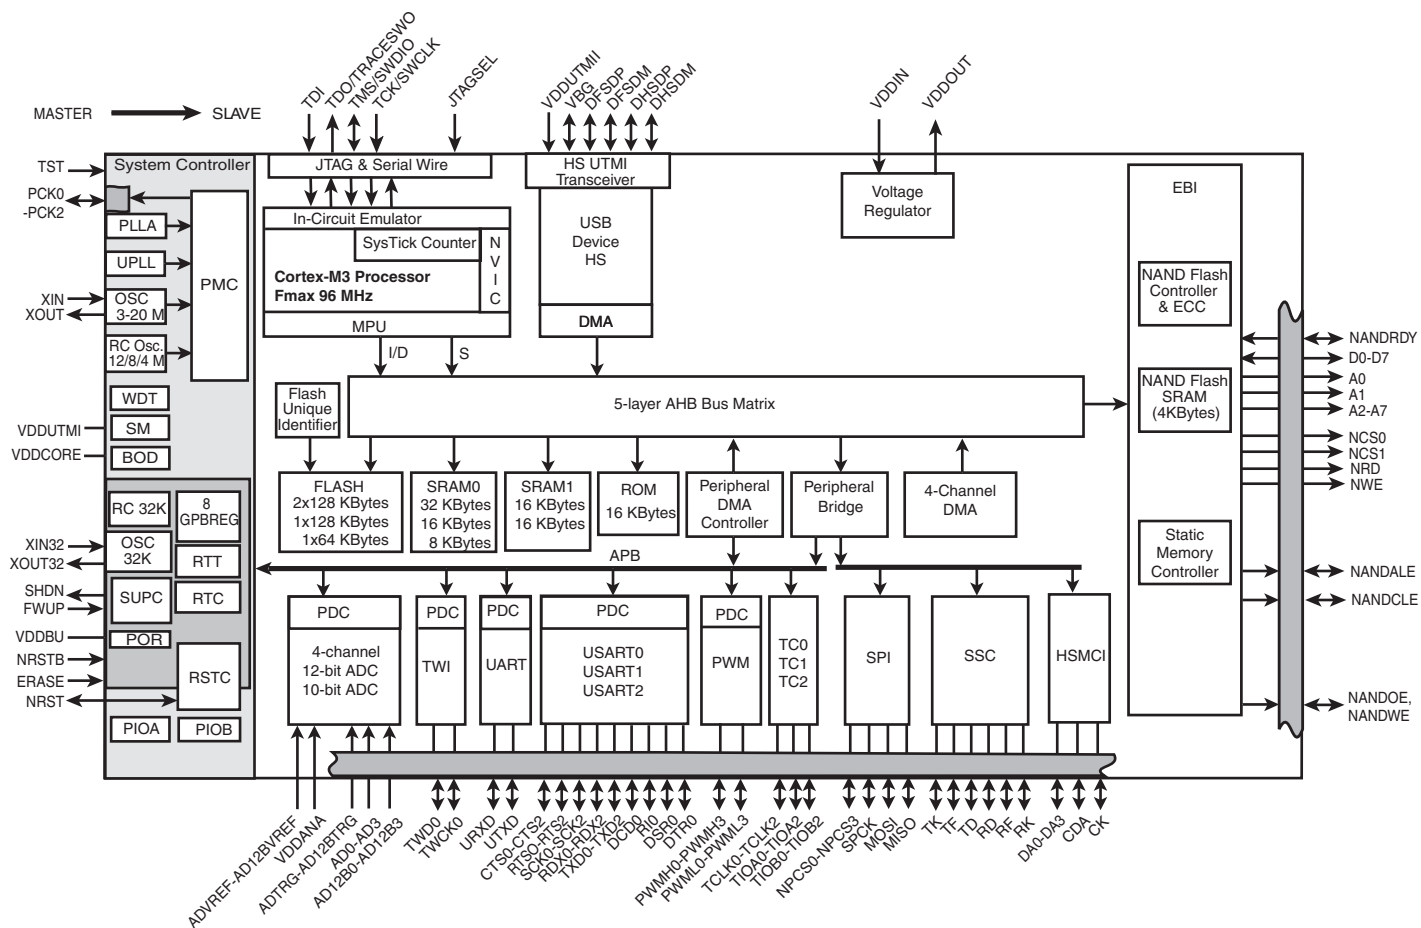 TDI
TDO/TRACESWO
TMS/SWDIO
TCK/SWCLK
JTAGSEL
VDDUTMII
VBG
DFSDP
DFSDM
DHSDP
DHSDM
VDDIN
VDDOUT
MASTER
SLAVE
TST
PCK0
-PCK2
XIN
XOUT
VDDUTMI
VDDCORE
XIN32
XOUT32
SHDN
FWUP
VDDBU
NRSTB
ERASE
NRST
System Controller
PLLA
UPLL
OSC
3-20 M
RC Osc.
12/8/4 M
PMC
WDT
SM
BOD
RC 32K
8
GPBREG
OSC
32K
RTT
SUPC
RTC
POR
RSTC
PIOA
PIOB
JTAG & Serial Wire
In-Circuit Emulator
SysTick Counter
N
V
I
C
Cortex-M3 Processor
Fmax 96 MHz
MPU
I/D
S
HS UTMI
Transceiver
USB
Device
HS
DMA
Voltage
Regulator
Flash
Unique
Identifier
5-layer AHB Bus Matrix
FLASH
2x128 KBytes
1x128 KBytes
1x64 KBytes
SRAM0
32 KBytes
16 KBytes
8 KBytes
SRAM1
16 KBytes
16 KBytes
ROM
16 KBytes
Peripheral
DMA
Controller
Peripheral
Bridge
4-Channel
DMA
APB
PDC
4-channel
12-bit ADC
10-bit ADC
PDC
TWI
PDC
UART
PDC
USART0
USART1
USART2
PDC
PWM
TC0
TC1
TC2
SPI
SSC
HSMCI
EBI
NAND Flash
Controller
& ECC
NAND Flash
SRAM
(4KBytes)
Static
Memory
Controller
NANDRDY
D0-D7
A0
A1
A2-A7
NCS0
NCS1
NRD
NWE
NANDALE
NANDCLE
NANDOE,
NANDWE
ADVREF-AD12BVREF
VDDANA
ADTRG-AD12BTRG
AD0-AD3
AD12B0-AD12B3
TWD0
TWCK0
URXD
UTXD
CTS0-CTS2
RTS0-RTS2
SCK0-SCK2
RDX0-RDX2
TXD0-TXD2
DCD0
RI0
DSR0
DTR0
PWMH0-PWMH3
PWML0-PWML3
TCLK0-TCLK2
TIOA0-TIOA2
TIOB0-TIOB2
NPCS0-NPCS3
SPCK
MOSI
MISO
TK
TF
TD
RD
RF
RK
DA0-DA3
CDA
CK